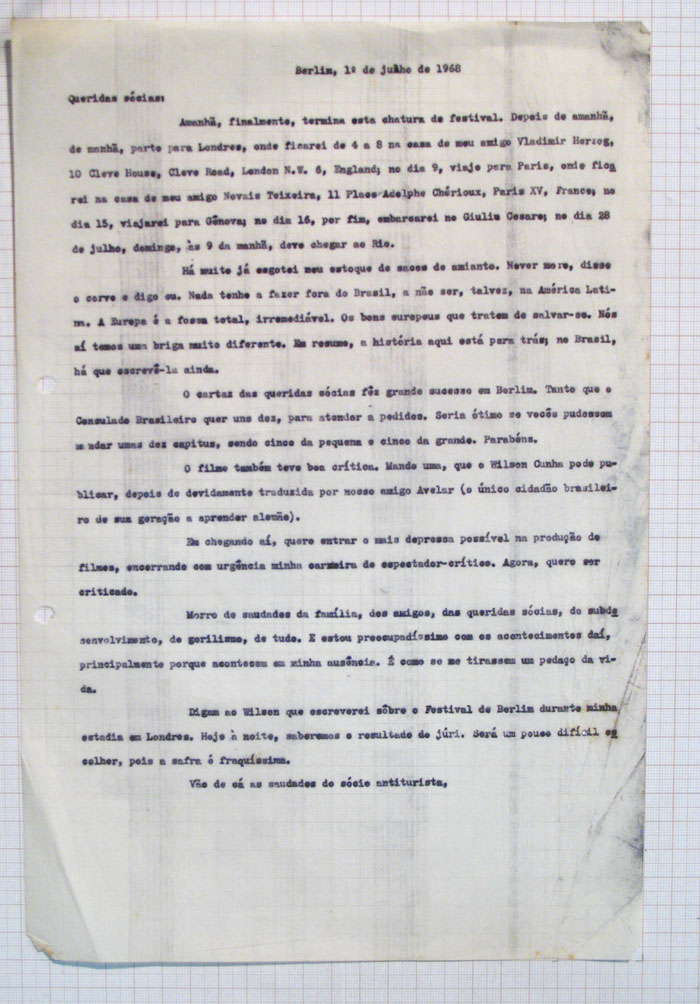 Berlim, 1º de julho de 1968
Queridas sócias:
Amanhã, finalmente, termina esta chatura de festival. Depois de amanhã,
de manhã, parto para Londres, onde ficarei de 4 a 8 na casa de meu amigo Vladimir Herzog,
10 Cleve House, Cleve Road, London N.W. 6, England; no dia 9, viajo para Paris, onde fica
rei na casa de meu amigo Novais Teixeira, 11 Place Adolphe Chérioux, Paris XV, France; no
dia 15, viajarei para Gênova; no dia 16, por fim, embarcarei no Giulio Cesare; no dia 28
de julho, domingo, às 9 da manhã, deve chegar ao Rio.
Há muito já esgotei meu estoque de sacos de amianto. Never more, disse
o corvo e digo eu. Nada tenho a fazer fora do Brasil, a não ser, talvez, na América Lati-
na. A Europa é a fossa total, irremediável. Os bons europeus que tratem de salvar-se. Nós
aí temos uma briga muito diferente. Em resumo, a história aqui está para trás; no Brasil,
há que escrevê-la ainda.
O cartaz das queridas sócias fêz grande sucesso em Berlim. Tanto que o
Consulado Brasileiro quer uns dez, para atender a pedidos. Seria ótimo se vocês pudessem
mandar umas dez capitus, sendo cinco da pequena e cinco da grande. Parabéns.
O filme também teve boa crítica. Mando uma, que o Wilson Cunha pode pu-
blicar, depois de devidamente traduzida por nosso amigo Avelar (o único cidadão brasilei-
ro de sua geração a aprender alemão).
Em chegando aí, quero entrar o mais depressa possível na produção de
filmes, encerrando com urgência minha carreira de espectador-crítico. Agora, quero ser
criticado.
Morro de saudades da família, dos amigos, das queridas sócias, do subde
senvolvimento, do gorilismo, de tudo. E estou preocupadíssimo com os acontecimentos daí,
principalmente porque acontecem em minha ausência. É como se me tirassem um pedaço da vi-
da.
Digam ao Wilson que escreverei sôbre o Festival de Berlim durante minha
estadia em Londres. Hoje à noite, saberemos o resultado do júri. Será um pouco difícil es
colher, pois a safra é fraquíssima.
Vão de cá as saudades do sócio antiturista,